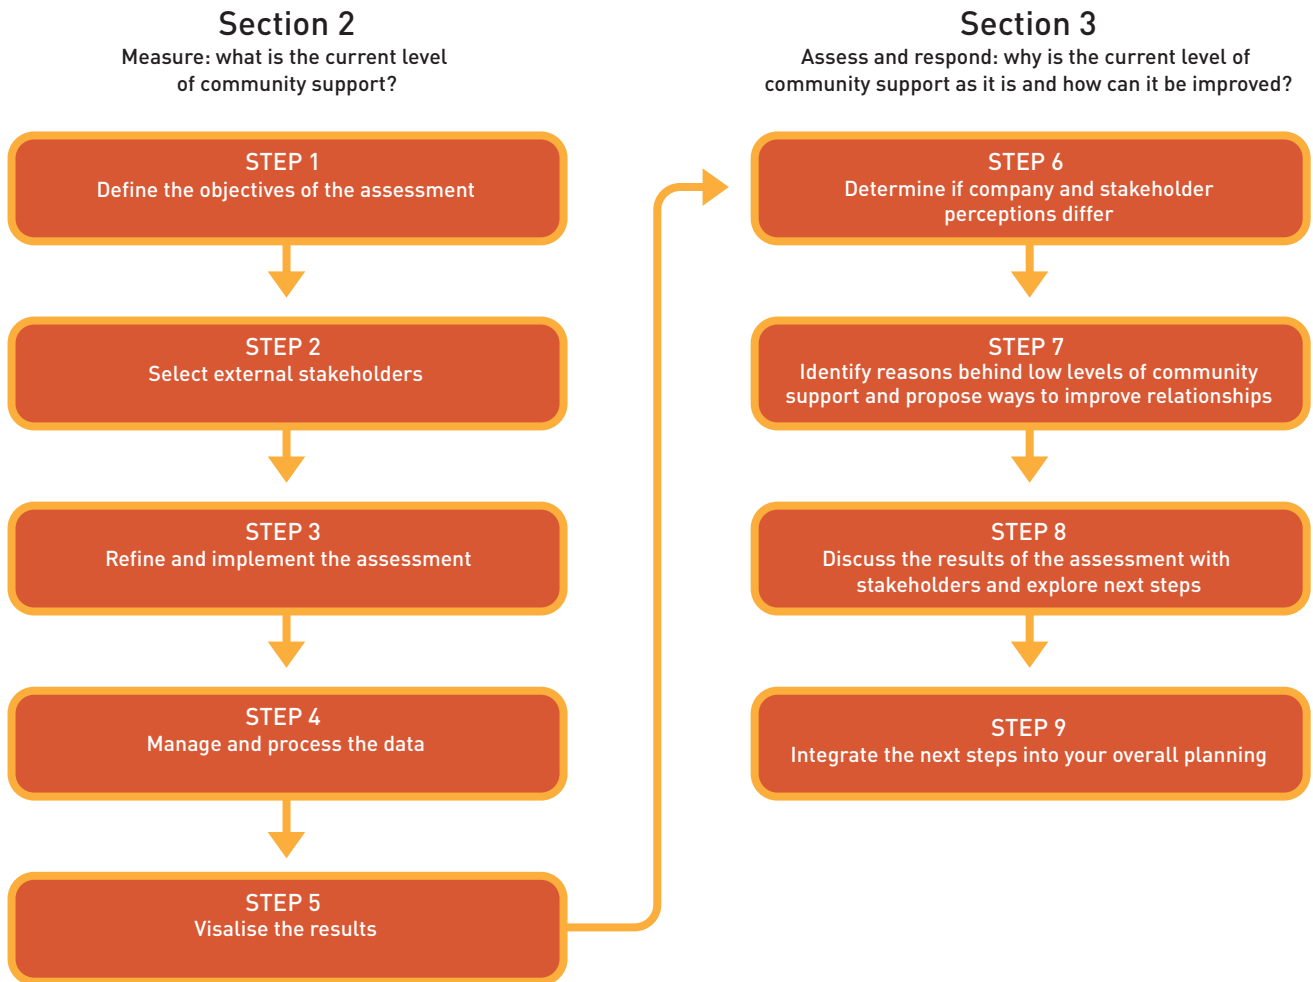 Section 2
Measure: what is the current level
of community support?
STEP 1
Define the objectives of the assessment
STEP 2
Select external stakeholders
STEP 3
Refine and implement the assessment
STEP 4
Manage and process the data
STEP 5
Visalise the results
Section 3
Assess and respond: why is the current level of
community support as it is and how can it be improved?
STEP 6
Determine if company and stakeholder
perceptions differ
STEP 7
Identify reasons behind low levels of community
support and propose ways to improve relationships
STEP 8
Discuss the results of the assessment with
stakeholders and explore next steps
STEP 9
Integrate the next steps into your overall planning